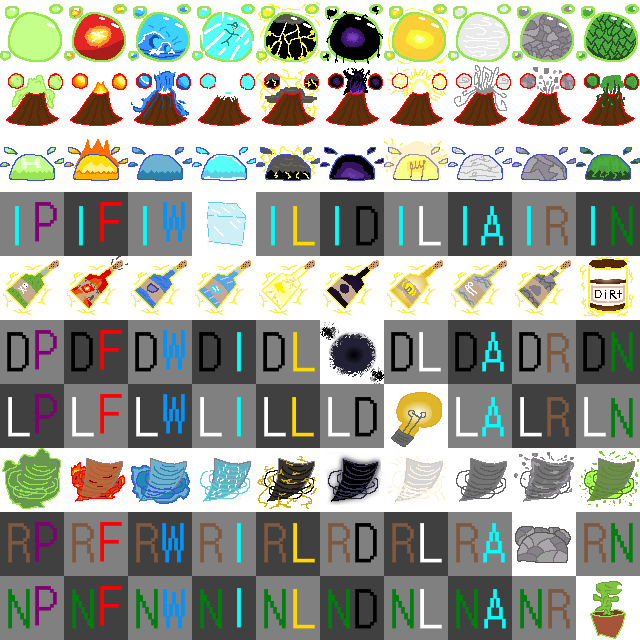 IP IF IW IL ID IL IA IR IN
DiRt
DP DF DW DI DL DL DA DR DN
LP LF LW LI LL LD LA LR LN
RP RF RW RI RL RD RL RA RN
NP NF NW NI NL ND NL NA NR